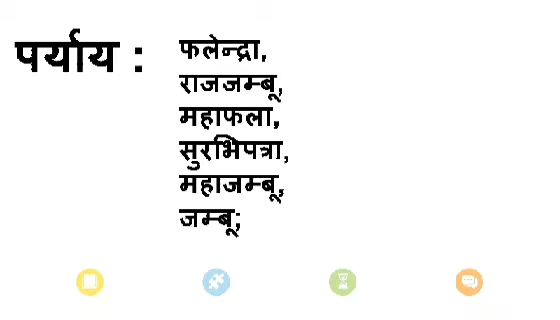 पर्याय : फलेन्द्रा,
राजजम्बू,
महाफला,
सुरभिपत्रा,
महाजम्बू,
जम्बू;